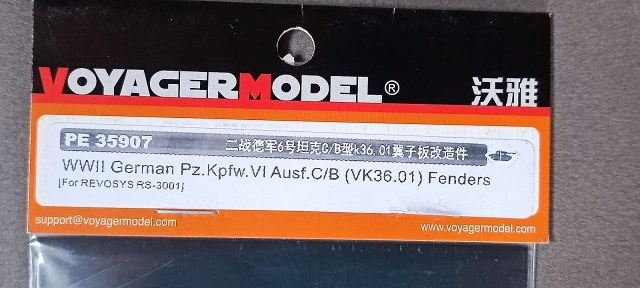 VOYAGERMODEL® 沃雅
PE 35907 二战德军6号坦克C/B型k36.01翼子板改造件
WWII German Pz.Kpfw.VI Ausf.C/B (VK36.01) Fenders
[For REVOSYS RS-3001]
support@voyagermodel.com www.voyagermodel.com